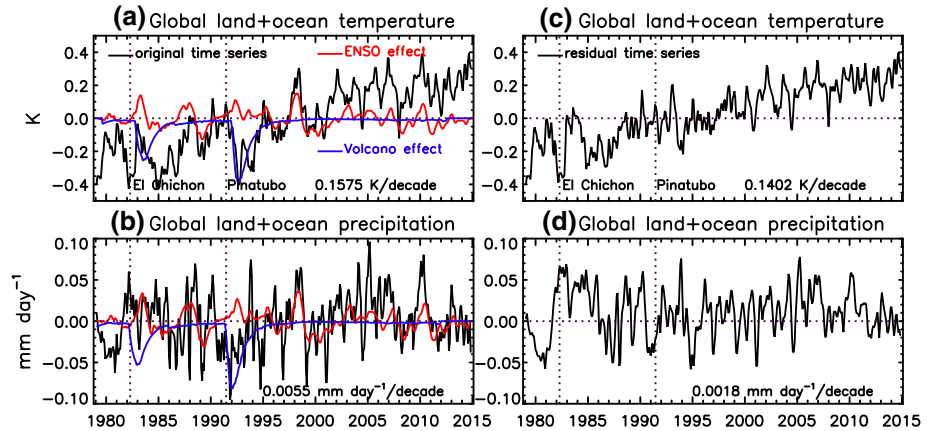 (a) Global land+ocean temperature
original time series
ENSO effect
0.4
0.2
0.0
-0.2
-0.4
K
Volcano effect
El Chichon Pinatubo 0.1575 K/decade
(c) Global land+ocean temperature
residual time series
0.4
0.2
0.0
-0.2
-0.4
El Chichon Pinatubo 0.1402 K/decade
(b) Global land+ocean precipitation
0.10
0.05
0.00
-0.05
-0.10
mm day⁻¹
0.0055 mm day⁻¹/decade
1980 1985 1990 1995 2000 2005 2010 2015
(d) Global land+ocean precipitation
0.10
0.05
0.00
-0.05
-0.10
0.0018 mm day⁻¹/decade
1980 1985 1990 1995 2000 2005 2010 2015